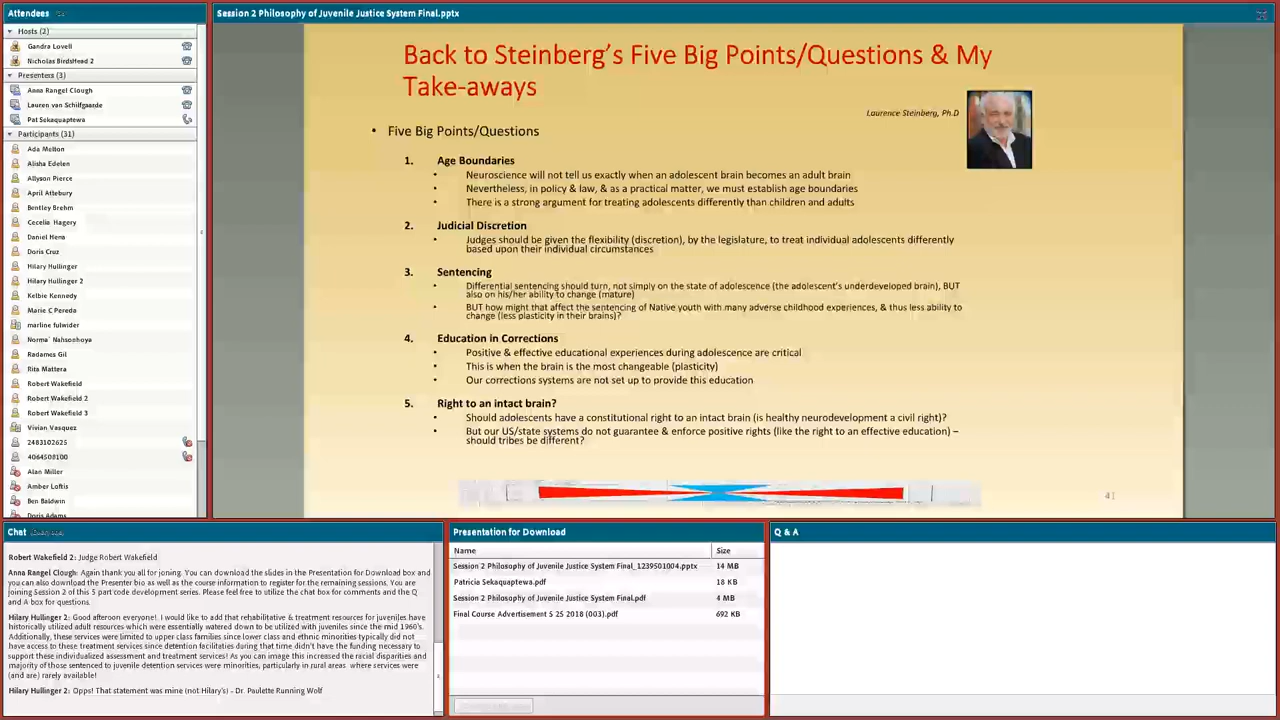 Attendees
Hosts (2)
Gandra Lovell
Nicholas BirdsHead 2
Presenters (3)
Anna Rangel Clough
Lauren van Schilfgaarde
Pat Sekaquaptewa
Participants (31)
Ada Melton
Alisha Edelen
Allyson Pierce
April Attebury
Bentley Brehm
Cecelia Hagery
Daniel Hena
Doris Cruz
Hilary Hullinger
Hilary Hullinger 2
Kelbie Kennedy
Marie C Pereda
marline fulwider
Norma` Nahsonhoya
Radames Gil
Rita Mattera
Robert Wakefield
Robert Wakefield 2
Robert Wakefield 3
Vivian Vasquez
2483102625
4064508100
Alan Miller
Amber Loftis
Ben Baldwin
Doris Adams
Session 2 Philosophy of Juvenile Justice System Final.pptx
Back to Steinberg's Five Big Points/Questions & My
Take-aways
Laurence Steinberg, Ph.D
• Five Big Points/Questions
1. Age Boundaries
• Neuroscience will not tell us exactly when an adolescent brain becomes an adult brain
• Nevertheless, in policy & law, & as a practical matter, we must establish age boundaries
• There is a strong argument for treating adolescents differently than children and adults
2. Judicial Discretion
• Judges should be given the flexibility (discretion), by the legislature, to treat individual adolescents differently
based upon their individual circumstances
3. Sentencing
• Differential sentencing should turn, not simply on the state of adolescence (the adolescent's underdeveloped brain), BUT
also on his/her ability to change (mature)
• BUT how might that affect the sentencing of Native youth with many adverse childhood experiences, & thus less ability to
change (less plasticity in their brains)?
4. Education in Corrections
• Positive & effective educational experiences during adolescence are critical
• This is when the brain is the most changeable (plasticity)
• Our corrections systems are not set up to provide this education
5. Right to an intact brain?
• Should adolescents have a constitutional right to an intact brain (is healthy neurodevelopment a civil right)?
• But our US/state systems do not guarantee & enforce positive rights (like the right to an effective education) –
should tribes be different?
41
Chat (Everyone)
Robert Wakefield 2: Judge Robert Wakefield
Anna Rangel Clough: Again thank you all for joining. You can download the slides in the Presentation for Download box and
you can also download the Presenter bio as well as the course information to register for the remaining sessions. You are
joining Session 2 of this 5 part code development series. Please feel free to utilize the chat box for comments and the Q
and A box for questions.
Hilary Hullinger 2: Good afteroon everyone!. I would like to add that rehabilitative & treatment resources for juveniles have
histtorically utilized adult resources which were essentially watered down to be utilized with juveniles since the mid 1960's.
Additionally, these services were limited to upper class families since lower class and ethnic minorities typically did not
have access to these treatment services since detention facilitaties during that time didn't have the funding necessary to
support these individualized assessment and treatment services! As you can image this increased the racial disparities and
majority of those sentenced to juvenile detention services were minorities, particularly in rural areas where services were
(and are) rarely available!
Hilary Hullinger 2: Opps! That statement was mine (not Hilary's) - Dr. Paulette Running Wolf
Presentation for Download
Name Size
Session 2 Philosophy of Juvenile Justice System Final_1239501004.pptx 14 MB
Patricia Sekaquaptewa.pdf 18 KB
Session 2 Philosophy of Juvenile Justice System Final.pdf 4 MB
Final Course Advertisement 5 25 2018 (003).pdf 692 KB
Q & A